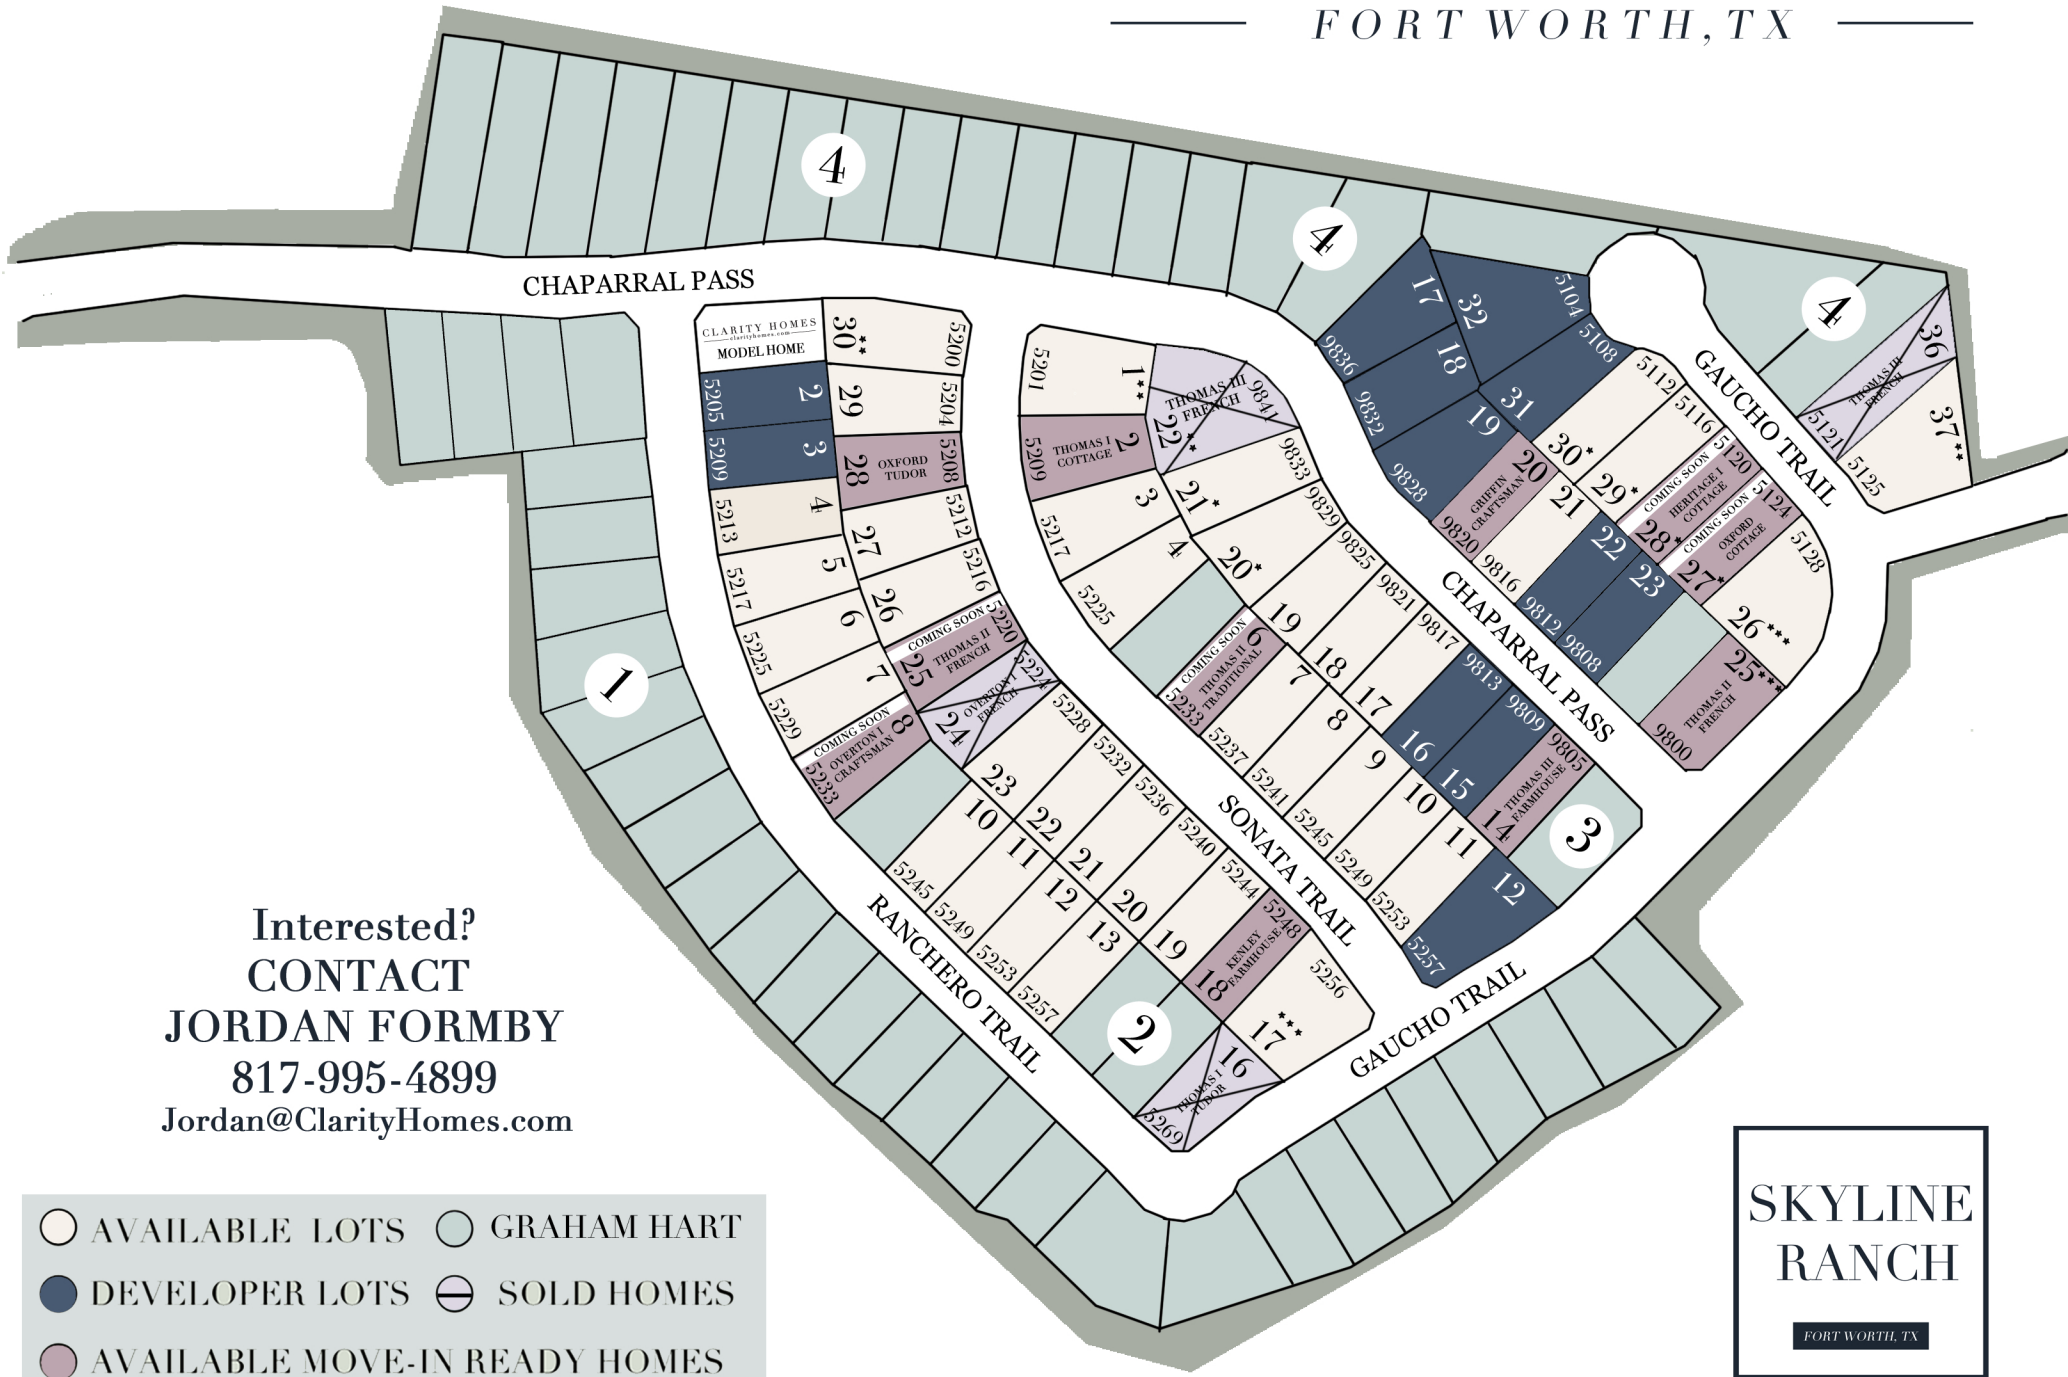 FORT WORTH, TX
4
4
4
1
2
3
CHAPARRAL PASS
CLARITY HOMES
clarityhomes.com
MODEL HOME
5205
2
5209
3
5213
4
5217
5
5225
6
5229
7
COMING SOON
OVERTON I
CRAFTSMAN
8
5233
5245
10
5249
11
5253
12
5257
13
30**
5200
29
5204
28
OXFORD
TUDOR
5208
27
5212
26
5216
COMING SOON
25
THOMAS II
FRENCH
5220
24
OVERTON I
FRENCH
5224
23
5228
22
5232
21
5236
20
5240
19
5244
18
KENLEY
FARMHOUSE
5248
17***
5256
16
THOMAS I
TUDOR
5269
RANCHERO TRAIL
5201
1**
5209
THOMAS I
COTTAGE
2
5217
3
5225
4
COMING SOON
THOMAS II
TRADITIONAL
6
5233
5237
7
5241
8
5245
9
5249
10
5253
11
5257
12
THOMAS III
FRENCH
22**
9841
21*
9833
20*
9829
19
9825
18
9821
17
9817
16
9813
15
9809
14
THOMAS III
FARMHOUSE
9805
SONATA TRAIL
CHAPARRAL PASS
GAUCHO TRAIL
GAUCHO TRAIL
17
9836
18
9832
19
9828
20
GRIFFIN
CRAFTSMAN
9820
21
9816
22
9812
23
9808
25***
THOMAS II
FRENCH
9800
32
5104
31
5108
30*
5112
29*
5116
COMING SOON
28*
HERITAGE I
COTTAGE
5120
COMING SOON
27*
OXFORD
COTTAGE
5124
26***
5128
36
THOMAS III
FRENCH
5121
37**
5125
Interested?
CONTACT
JORDAN FORMBY
817-995-4899
Jordan@ClarityHomes.com
AVAILABLE LOTS
GRAHAM HART
DEVELOPER LOTS
SOLD HOMES
AVAILABLE MOVE-IN READY HOMES
SKYLINE
RANCH
FORT WORTH, TX